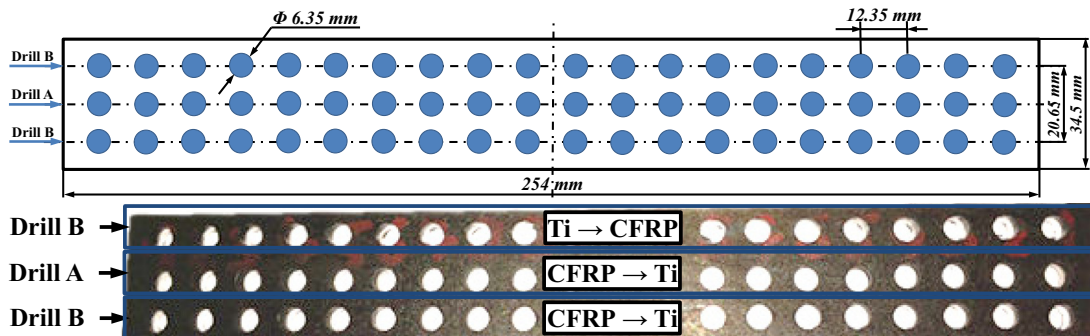 Φ 6.35 mm
12.35 mm
Drill B
Drill A
Drill B
20.65 mm
34.5 mm
254 mm
Drill B
Ti → CFRP
Drill A
CFRP → Ti
Drill B
CFRP → Ti